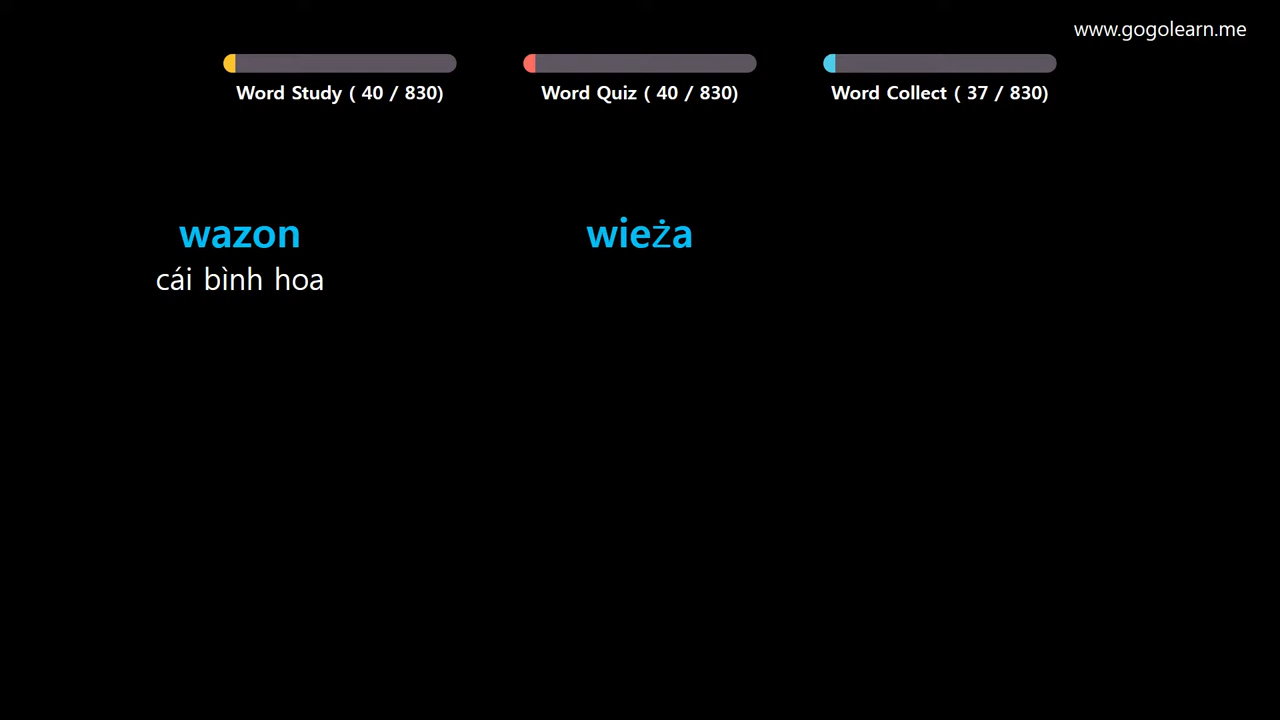 www.gogolearn.me
Word Study ( 40 / 830)
Word Quiz ( 40 / 830)
Word Collect ( 37 / 830)
wazon
cái bình hoa
wieża